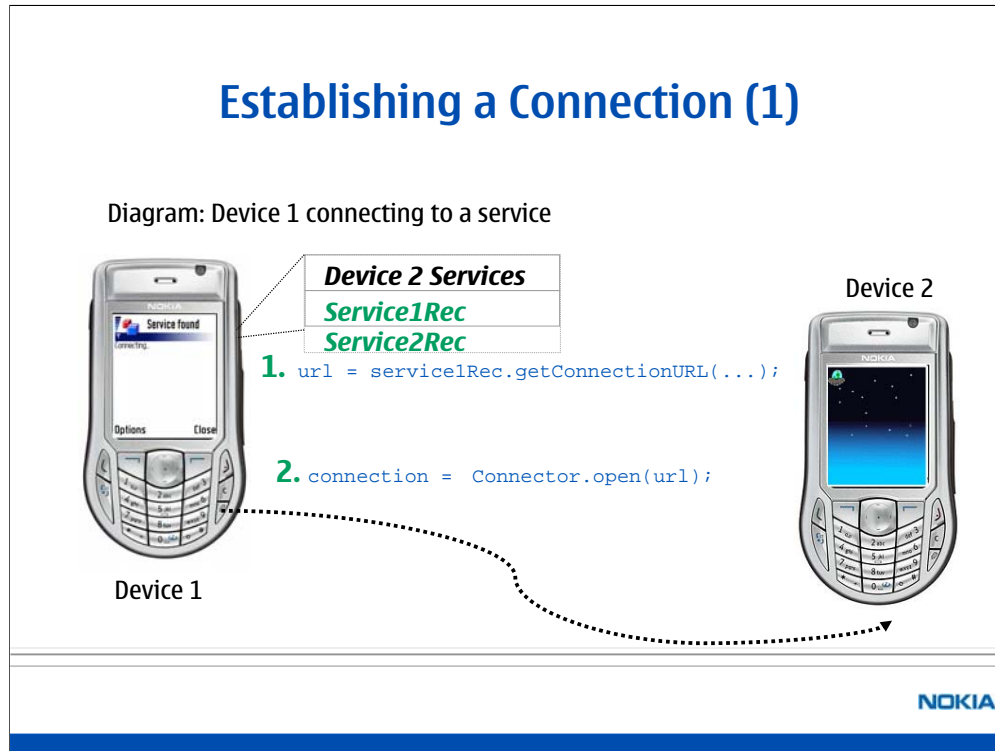 Establishing a Connection (1)
Diagram: Device 1 connecting to a service
Device 2 Services
Service1Rec
Service2Rec
Device 2
NOKIA
Service found
Connecting...
Options Close
1. url = service1Rec.getConnectionURL(...);
2. connection = Connector.open(url);
NOKIA
Device 1
NOKIA